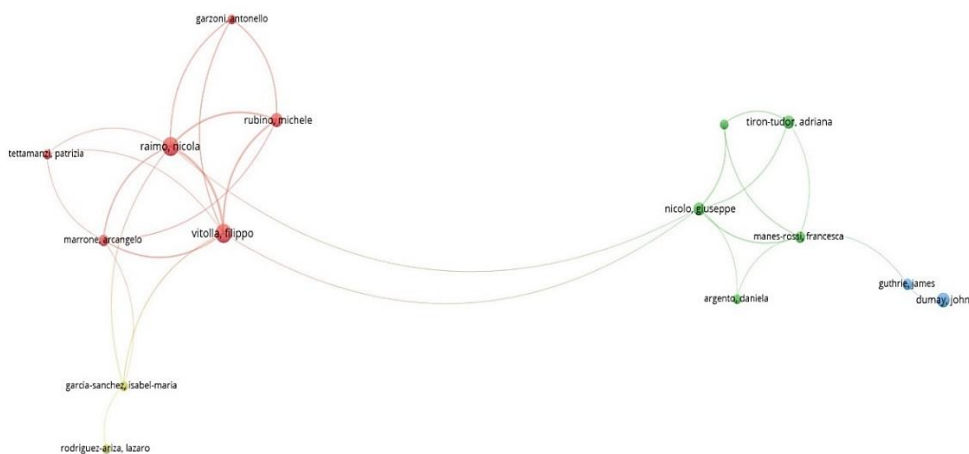 garzoni, antonello
rubino, michele
raimo, nicola
tettamanzi, patrizia
vitolla, filippo
marrone, arcangelo
garcia-sanchez, isabel-maria
rodriguez-ariza, lazaro
tiron-tudor, adriana
nicolo, giuseppe
manes-rossi, francesca
argento, daniela
guthrie, james
dumay, john